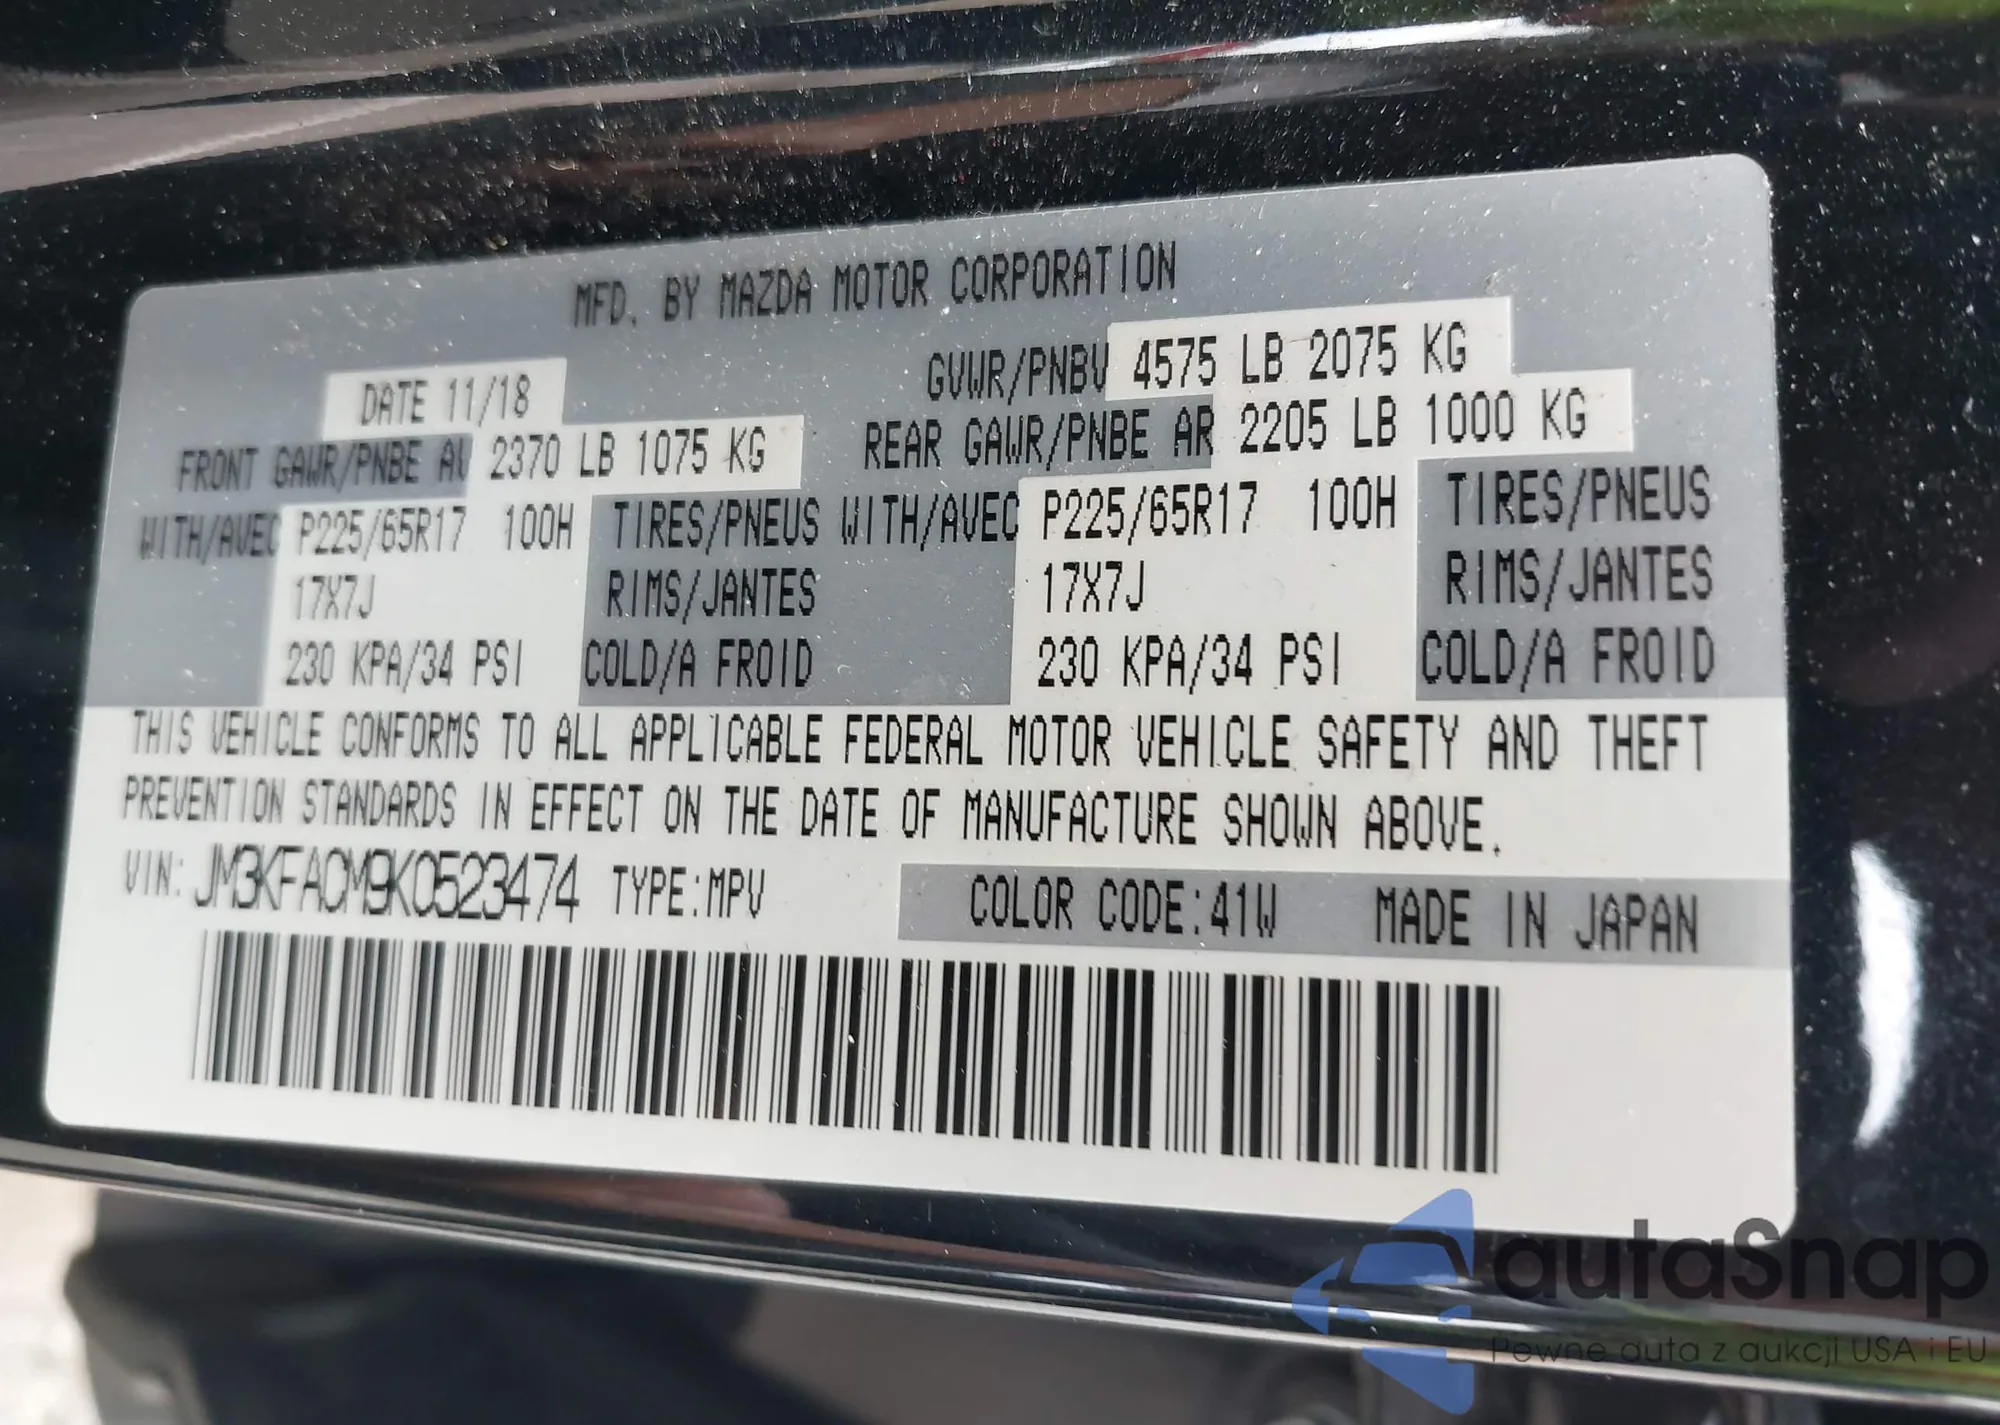 MFD. BY MAZDA MOTOR CORPORATION
DATE 11/18 GVWR/PNBV 4575 LB 2075 KG
FRONT GAWR/PNBE AV 2370 LB 1075 KG REAR GAWR/PNBE AR 2205 LB 1000 KG
WITH/AVEC P225/65R17 100H TIRES/PNEUS WITH/AVEC P225/65R17 100H TIRES/PNEUS
17X7J RIMS/JANTES 17X7J RIMS/JANTES
230 KPA/34 PSI COLD/A FROID 230 KPA/34 PSI COLD/A FROID
THIS VEHICLE CONFORMS TO ALL APPLICABLE FEDERAL MOTOR VEHICLE SAFETY AND THEFT
PREVENTION STANDARDS IN EFFECT ON THE DATE OF MANUFACTURE SHOWN ABOVE.
VIN: JM3KFACM9K0523474 TYPE:MPV COLOR CODE:41W MADE IN JAPAN
autaSnap
Pewne auta z aukcji USA i EU